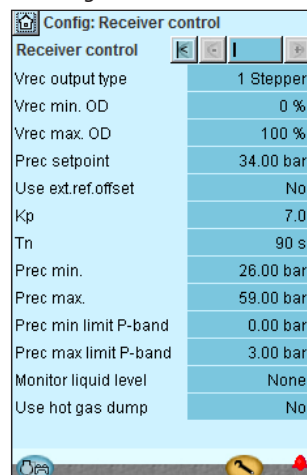 Config: Receiver control
Receiver control
Vrec output type 1 Stepper
Vrec min. OD 0 %
Vrec max. OD 100 %
Prec setpoint 34.00 bar
Use ext.ref.offset No
Kp 7.0
Tn 90 s
Prec min. 26.00 bar
Prec max. 59.00 bar
Prec min limit P-band 0.00 bar
Prec max limit P-band 3.00 bar
Monitor liquid level None
Use hot gas dump No